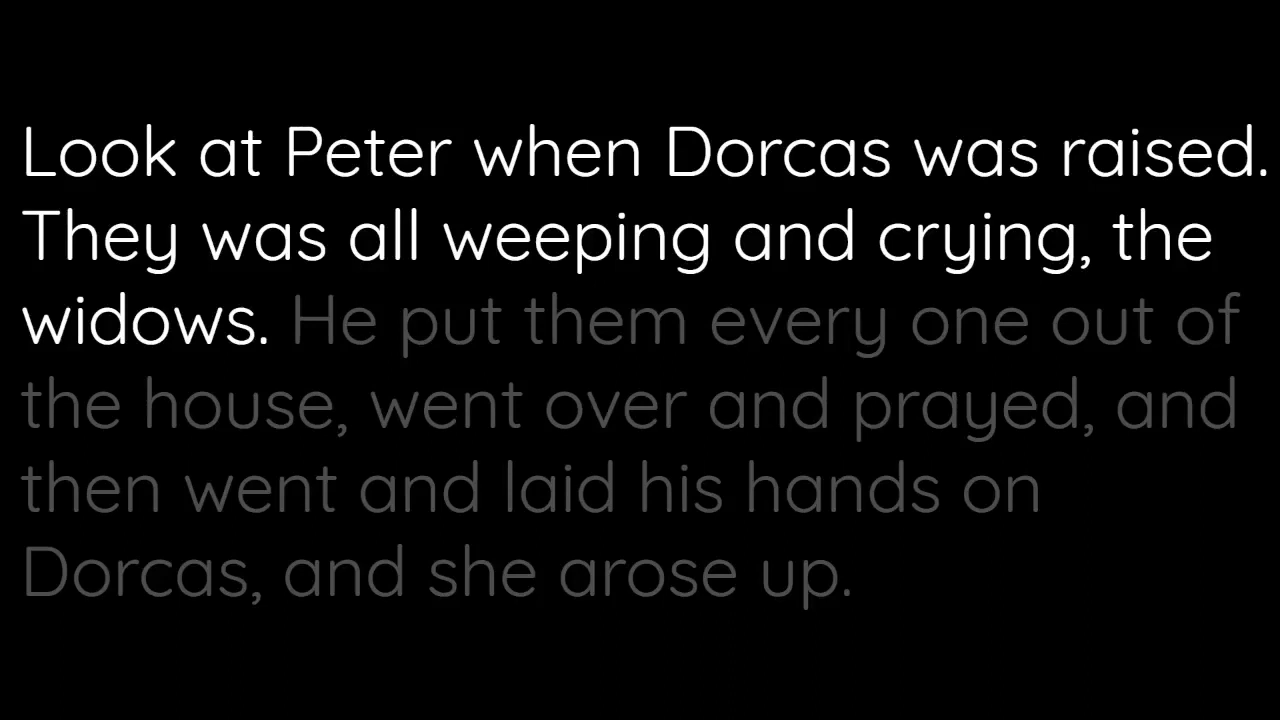 Look at Peter when Dorcas was raised.
They was all weeping and crying, the
widows. He put them every one out of
the house, went over and prayed, and
then went and laid his hands on
Dorcas, and she arose up.